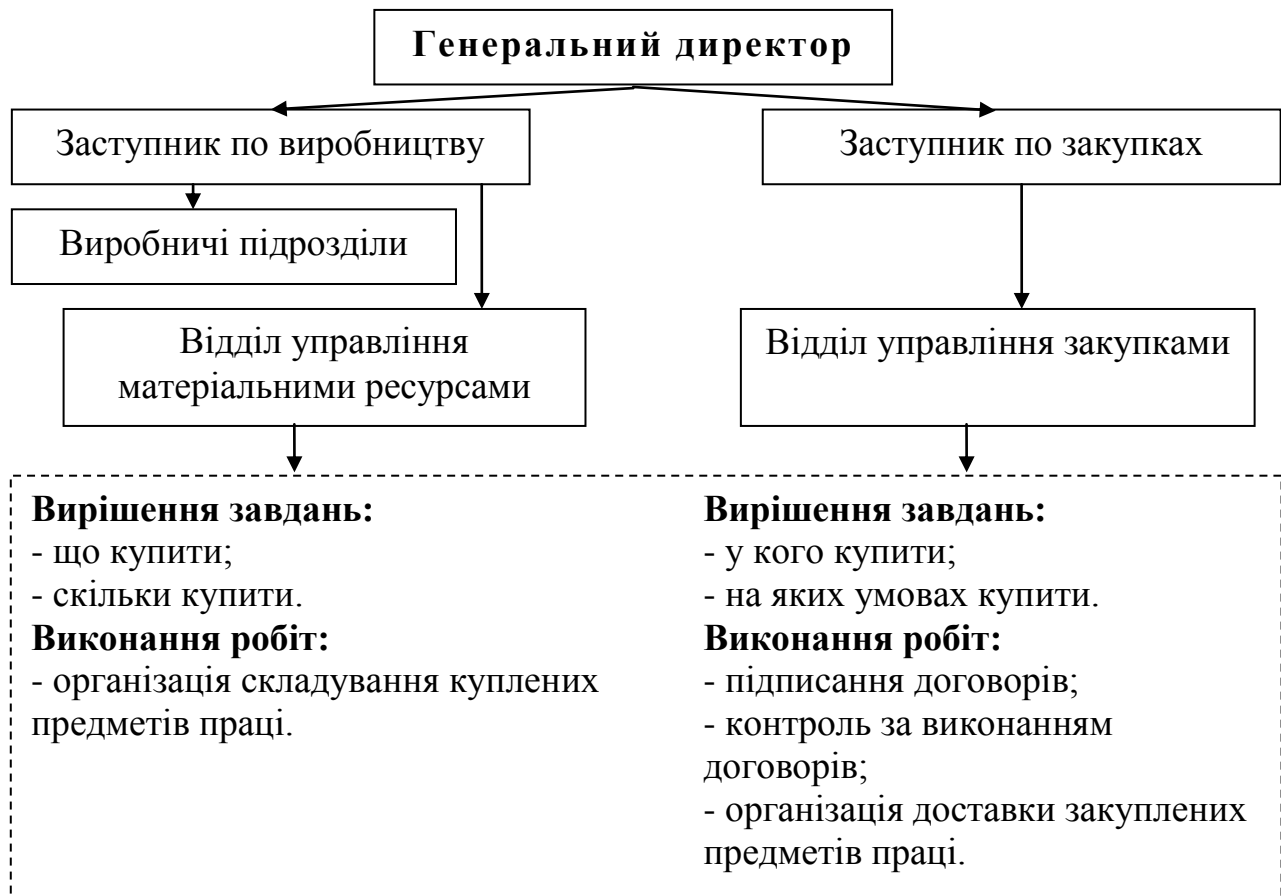 Генеральний директор
Заступник по виробництву
Заступник по закупках
Виробничі підрозділи
Відділ управління
матеріальними ресурсами
Відділ управління закупками
Вирішення завдань:
- що купити;
- скільки купити.
Виконання робіт:
- організація складування куплених
предметів праці.
Вирішення завдань:
- у кого купити;
- на яких умовах купити.
Виконання робіт:
- підписання договорів;
- контроль за виконанням
договорів;
- організація доставки закуплених
предметів праці.